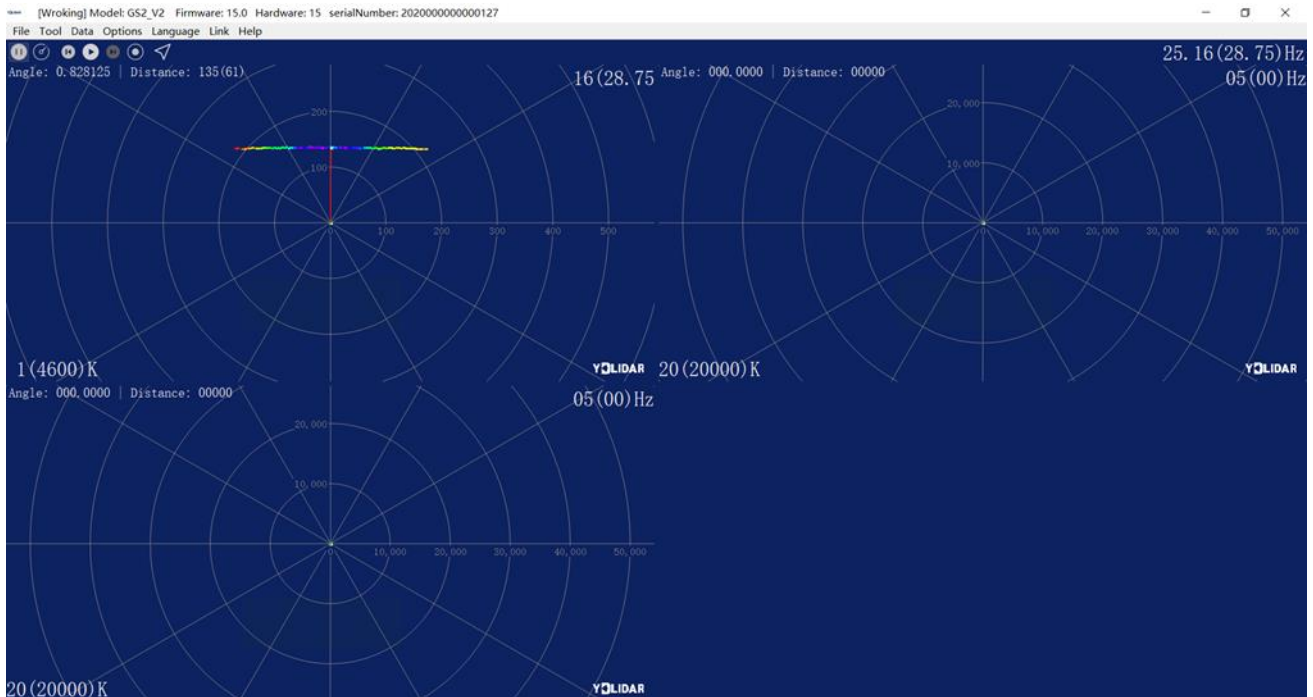 [Wroking] Model: GS2_V2 Firmware: 15.0 Hardware: 15 serialNumber: 2020000000000127
File Tool Data Options Language Link Help
25.16(28.75)Hz
Angle: 0.828125 | Distance: 135(61)
16(28.75
200
100
0 100 200 300 400 500
1(4600)K
YDLIDAR
Angle: 000.0000 | Distance: 00000
05(00)Hz
20,000
10,000
0 10,000 20,000 30,000 40,000 50,000
20(20000)K
YDLIDAR
Angle: 000.0000 | Distance: 00000
05(00)Hz
20,000
10,000
0 10,000 20,000 30,000 40,000 50,000
20(20000)K
YDLIDAR